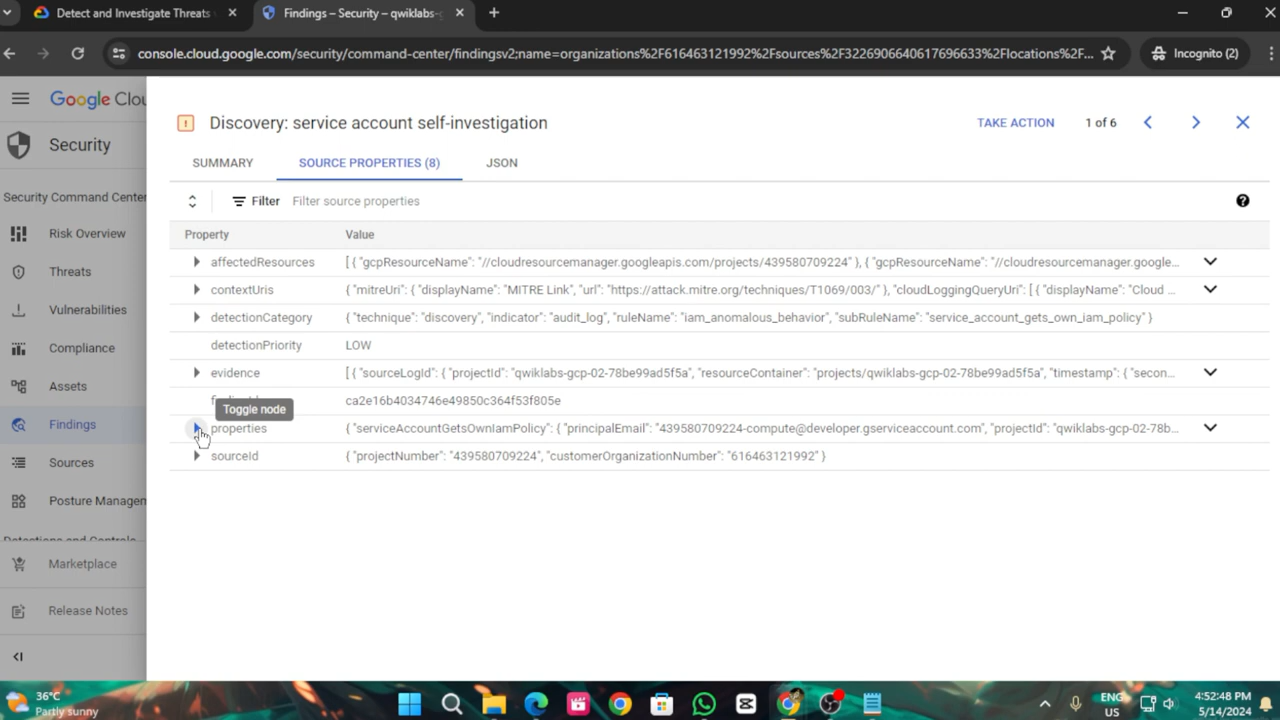 Detect and Investigate Threats
Findings – Security – qwiklabs-
console.cloud.google.com/security/command-center/findingsv2;name=organizations%2F616463121992%2Fsources%2F3226906640617696633%2Flocations%2F...
Incognito (2)
Google Clou
Security
Security Command Center
Risk Overview
Threats
Vulnerabilities
Compliance
Assets
Findings
Sources
Posture Managem
Detections and Controls
Marketplace
Release Notes
Discovery: service account self-investigation
TAKE ACTION
1 of 6
SUMMARY
SOURCE PROPERTIES (8)
JSON
Filter Filter source properties
Property Value
affectedResources [ { "gcpResourceName": "//cloudresourcemanager.googleapis.com/projects/439580709224" }, { "gcpResourceName": "//cloudresourcemanager.google...
contextUris { "mitreUri": { "displayName": "MITRE Link", "url": "https://attack.mitre.org/techniques/T1069/003/" }, "cloudLoggingQueryUri": [ { "displayName": "Cloud ...
detectionCategory { "technique": "discovery", "indicator": "audit_log", "ruleName": "iam_anomalous_behavior", "subRuleName": "service_account_gets_own_iam_policy" }
detectionPriority LOW
evidence [ { "sourceLogId": { "projectId": "qwiklabs-gcp-02-78be99ad5f5a", "resourceContainer": "projects/qwiklabs-gcp-02-78be99ad5f5a", "timestamp": { "secon...
ca2e16b4034746e49850c364f53f805e
Toggle node
properties { "serviceAccountGetsOwnIamPolicy": { "principalEmail": "439580709224-compute@developer.gserviceaccount.com", "projectId": "qwiklabs-gcp-02-78b...
sourceId { "projectNumber": "439580709224", "customerOrganizationNumber": "616463121992" }
36°C
Partly sunny
ENG
US
4:52:48 PM
5/14/2024